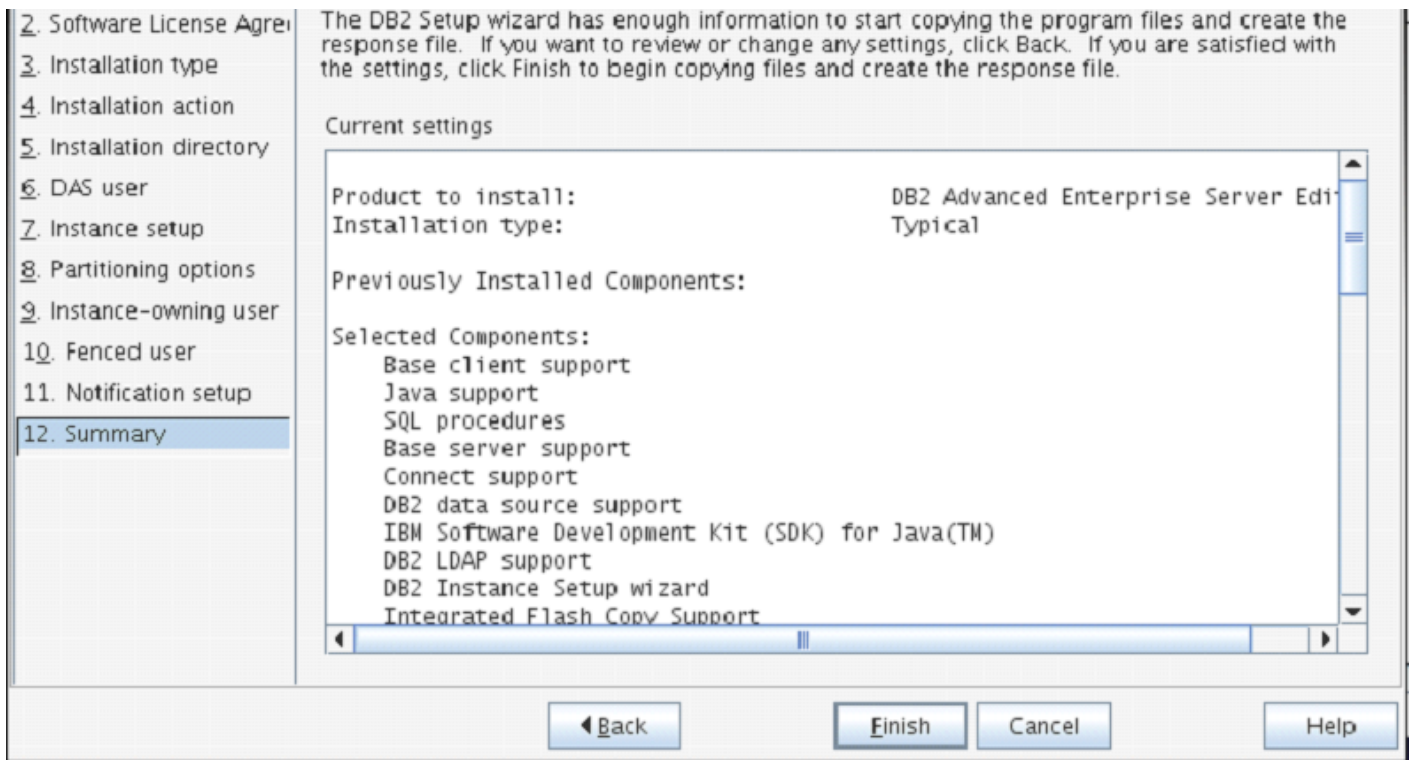 2. Software License Agre
3. Installation type
4. Installation action
5. Installation directory
6. DAS user
7. Instance setup
8. Partitioning options
9. Instance-owning user
10. Fenced user
11. Notification setup
12. Summary
The DB2 Setup wizard has enough information to start copying the program files and create the
response file. If you want to review or change any settings, click Back. If you are satisfied with
the settings, click Finish to begin copying files and create the response file.
Current settings
Product to install: DB2 Advanced Enterprise Server Edit
Installation type: Typical
Previously Installed Components:
Selected Components:
Base client support
Java support
SQL procedures
Base server support
Connect support
DB2 data source support
IBM Software Development Kit (SDK) for Java(TM)
DB2 LDAP support
DB2 Instance Setup wizard
Integrated Flash Copy Support
Back
Finish
Cancel
Help